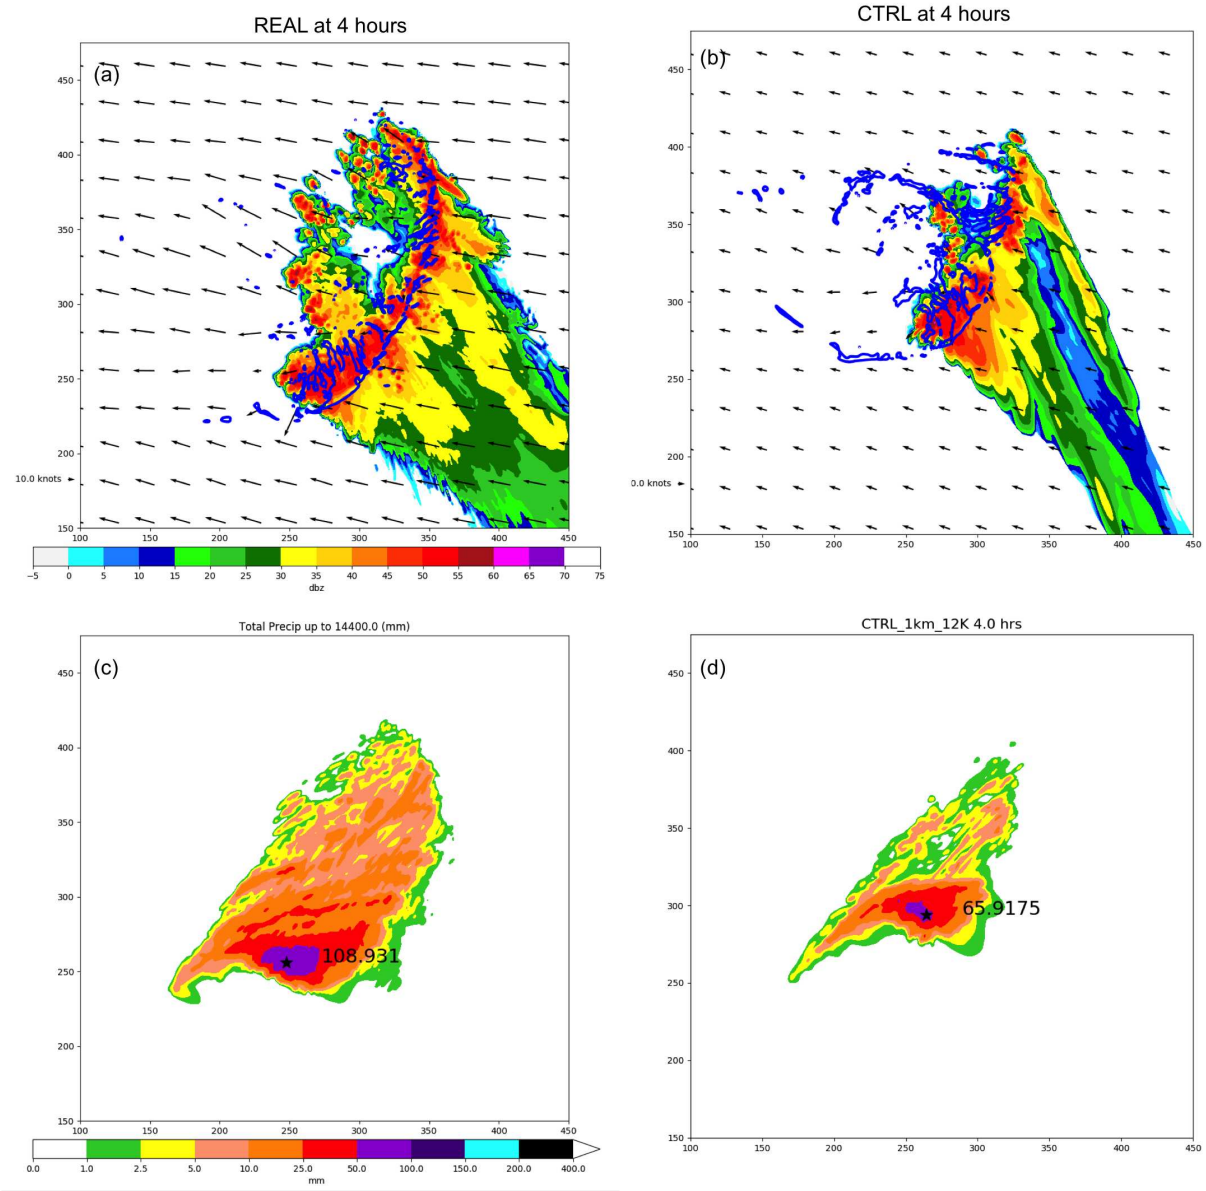 REAL at 4 hours
CTRL at 4 hours
(a)
450
400
350
300
250
200
150
10.0 knots
100 150 200 250 300 350 400 450
−5 0 5 10 15 20 25 30 35 40 45 50 55 60 65 70 75
dbz
(b)
450
400
350
300
250
200
150
0.0 knots
100 150 200 250 300 350 400 450
Total Precip up to 14400.0 (mm)
(c)
450
400
350
300
250
200
150
108.931
100 150 200 250 300 350 400 450
0.0 1.0 2.5 5.0 10.0 25.0 50.0 100.0 150.0 200.0 400.0
mm
CTRL_1km_12K 4.0 hrs
(d)
450
400
350
300
250
200
150
65.9175
100 150 200 250 300 350 400 450